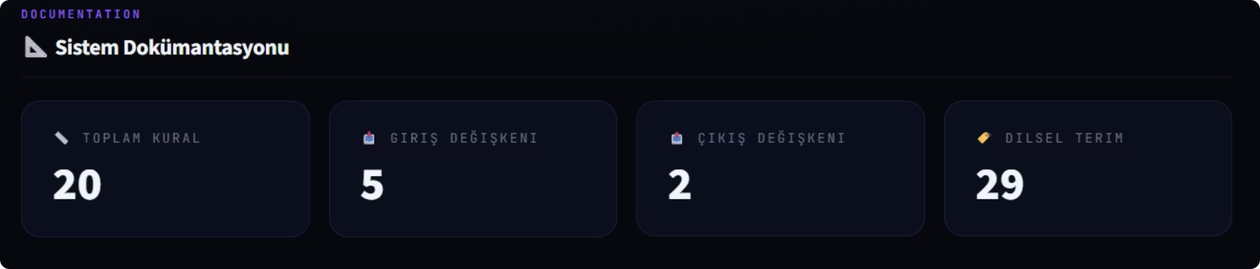 DOCUMENTATION
Sistem Dokümantasyonu
TOPLAM KURAL
20
GIRIŞ DEĞIŞKENI
5
ÇIKIŞ DEĞIŞKENI
2
DILSEL TERIM
29